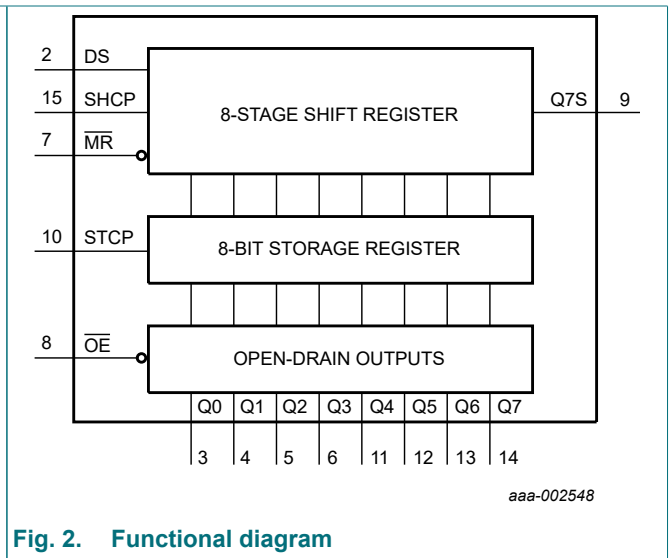 2 DS
15 SHCP
8-STAGE SHIFT REGISTER
Q7S 9
7 MR
10 STCP
8-BIT STORAGE REGISTER
8 OE
OPEN-DRAIN OUTPUTS
Q0 Q1 Q2 Q3 Q4 Q5 Q6 Q7
3 4 5 6 11 12 13 14
aaa-002548
Fig. 2. Functional diagram